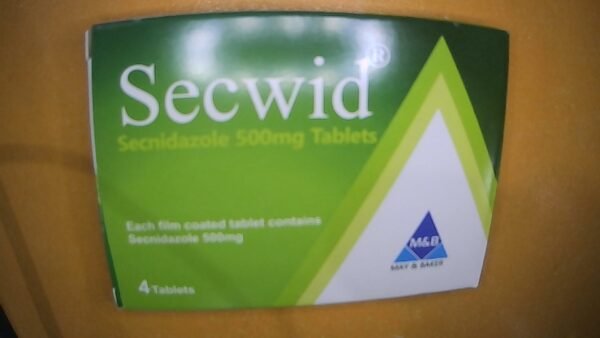 Secwid®
Secnidazole 500mg Tablets
Each film coated tablet contains
Secnidazole 500mg
4 Tablets
M&B
MAY & BAKER